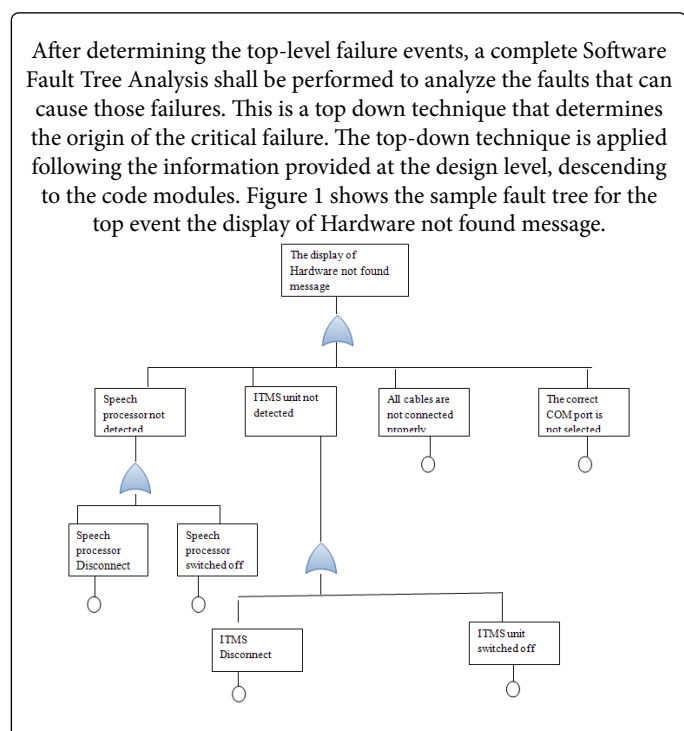 After determining the top-level failure events, a complete Software
Fault Tree Analysis shall be performed to analyze the faults that can
cause those failures. This is a top down technique that determines
the origin of the critical failure. The top-down technique is applied
following the information provided at the design level, descending
to the code modules. Figure 1 shows the sample fault tree for the
top event the display of Hardware not found message.
The display of
Hardware not found
message
Speech
processor not
detected
ITMS unit not
detected
All cables are
not connected
properly
The correct
COM port is
not selected
Speech
processor
Disconnect
Speech
processor
switched off
ITMS
Disconnect
ITMS unit
switched off